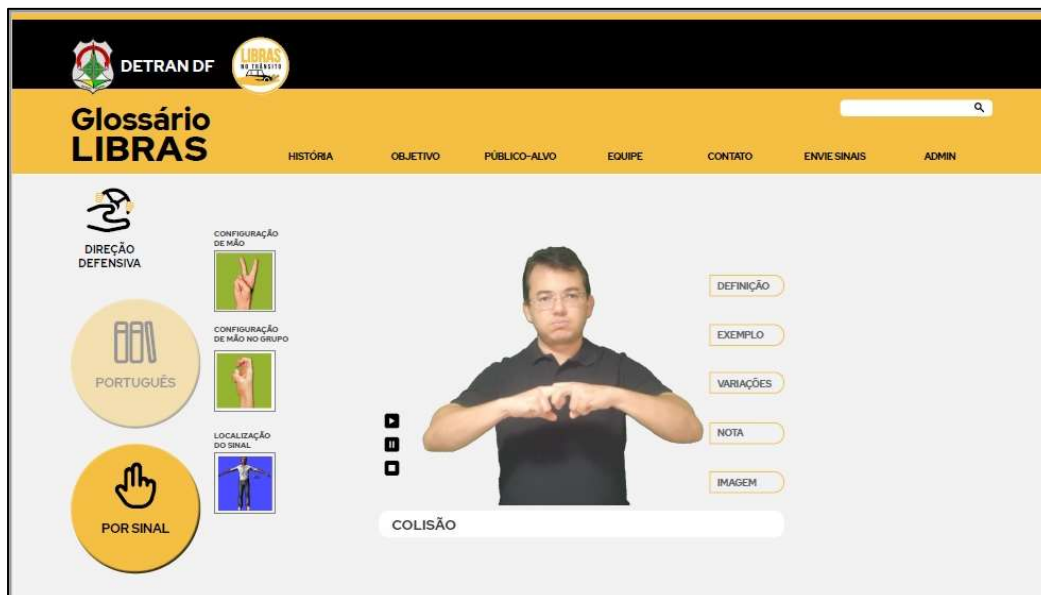 DETRAN DF
LIBRAS
NO TRÂNSITO
Glossário
LIBRAS
HISTÓRIA
OBJETIVO
PÚBLICO-ALVO
EQUIPE
CONTATO
ENVIE SINAIS
ADMIN
DIREÇÃO
DEFENSIVA
PORTUGUÊS
POR SINAL
CONFIGURAÇÃO
DE MÃO
CONFIGURAÇÃO
DE MÃO NO GRUPO
LOCALIZAÇÃO
DO SINAL
COLISÃO
DEFINIÇÃO
EXEMPLO
VARIAÇÕES
NOTA
IMAGEM